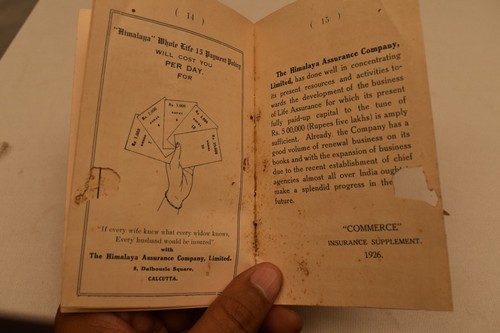 ( 14 )
"Himalaya" Whole Life 15 Payment Policy
WILL COST YOU
PER DAY.
FOR
Rs. 1,000
"If every wife knew what every widow knows,
Every husband would be insured"
with
The Himalaya Assurance Company, Limited.
8, Dalhousie Square,
CALCUTTA.
( 15 )
The Himalaya Assurance Company,
Limited, has done well in concentrating
its present resources and activities to-
wards the development of the business
of Life Assurance for which its present
fully paid-up capital to the tune of
Rs. 5 00,000 (Rupees five lakhs) is amply
sufficient. Already, the Company has a
good volume of renewal business on its
books and with the expansion of business
due to the recent establishment of chief
agencies almost all over India ought
make a splendid progress in the
future.
"COMMERCE"
INSURANCE SUPPLEMENT.
1926.